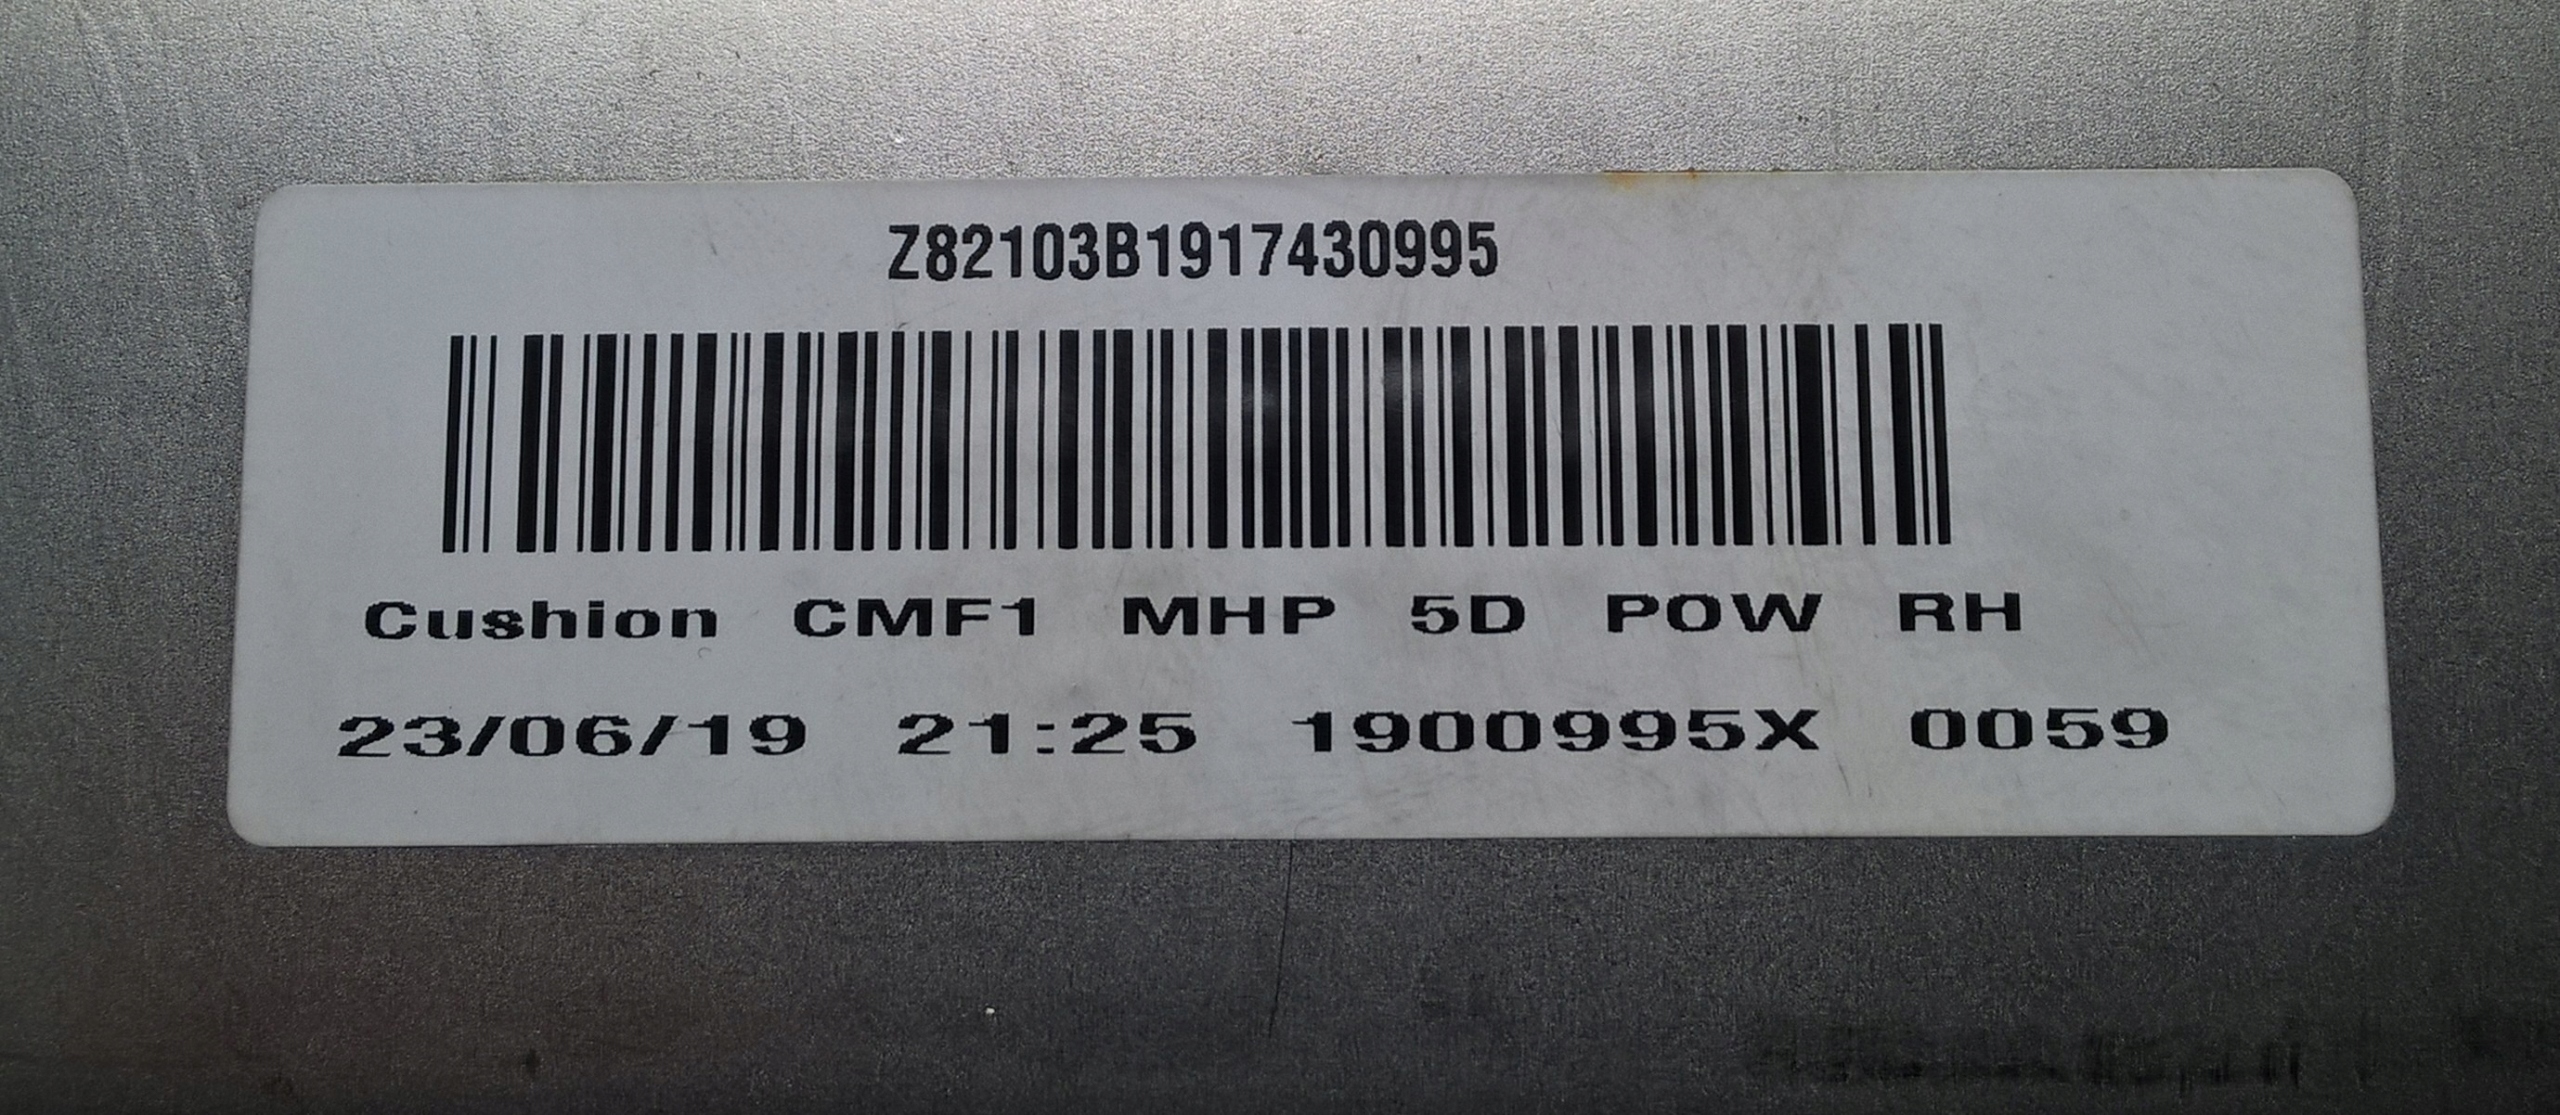 Z82103B1917430995
Cushion CMF1 MHP 5D POW RH
23/06/19 21:25 1900995X 0059